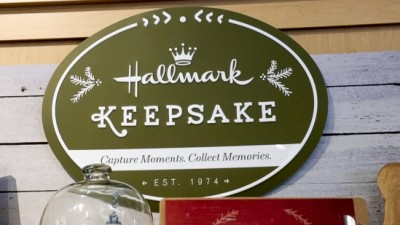 Hallmark
KEEPSAKE
Capture Moments. Collect Memories.
EST. 1974